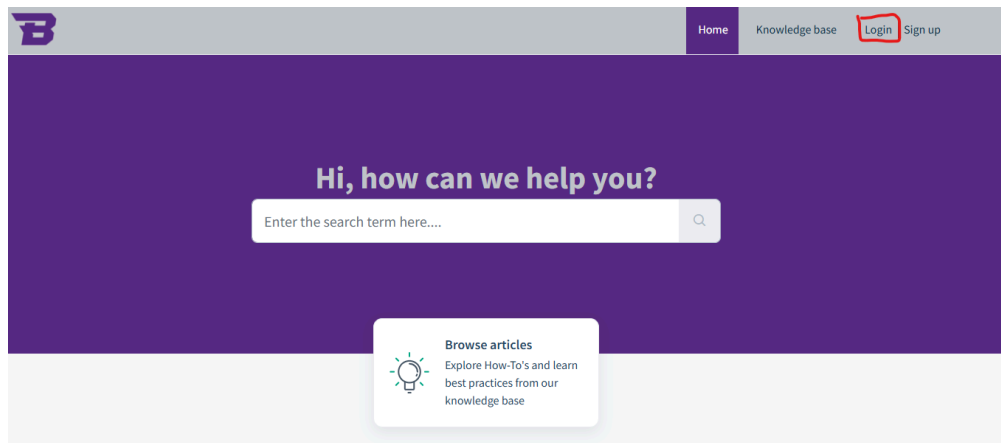 B
Home Knowledge base Login Sign up
Hi, how can we help you?
Enter the search term here....
Browse articles
Explore How-To's and learn
best practices from our
knowledge base